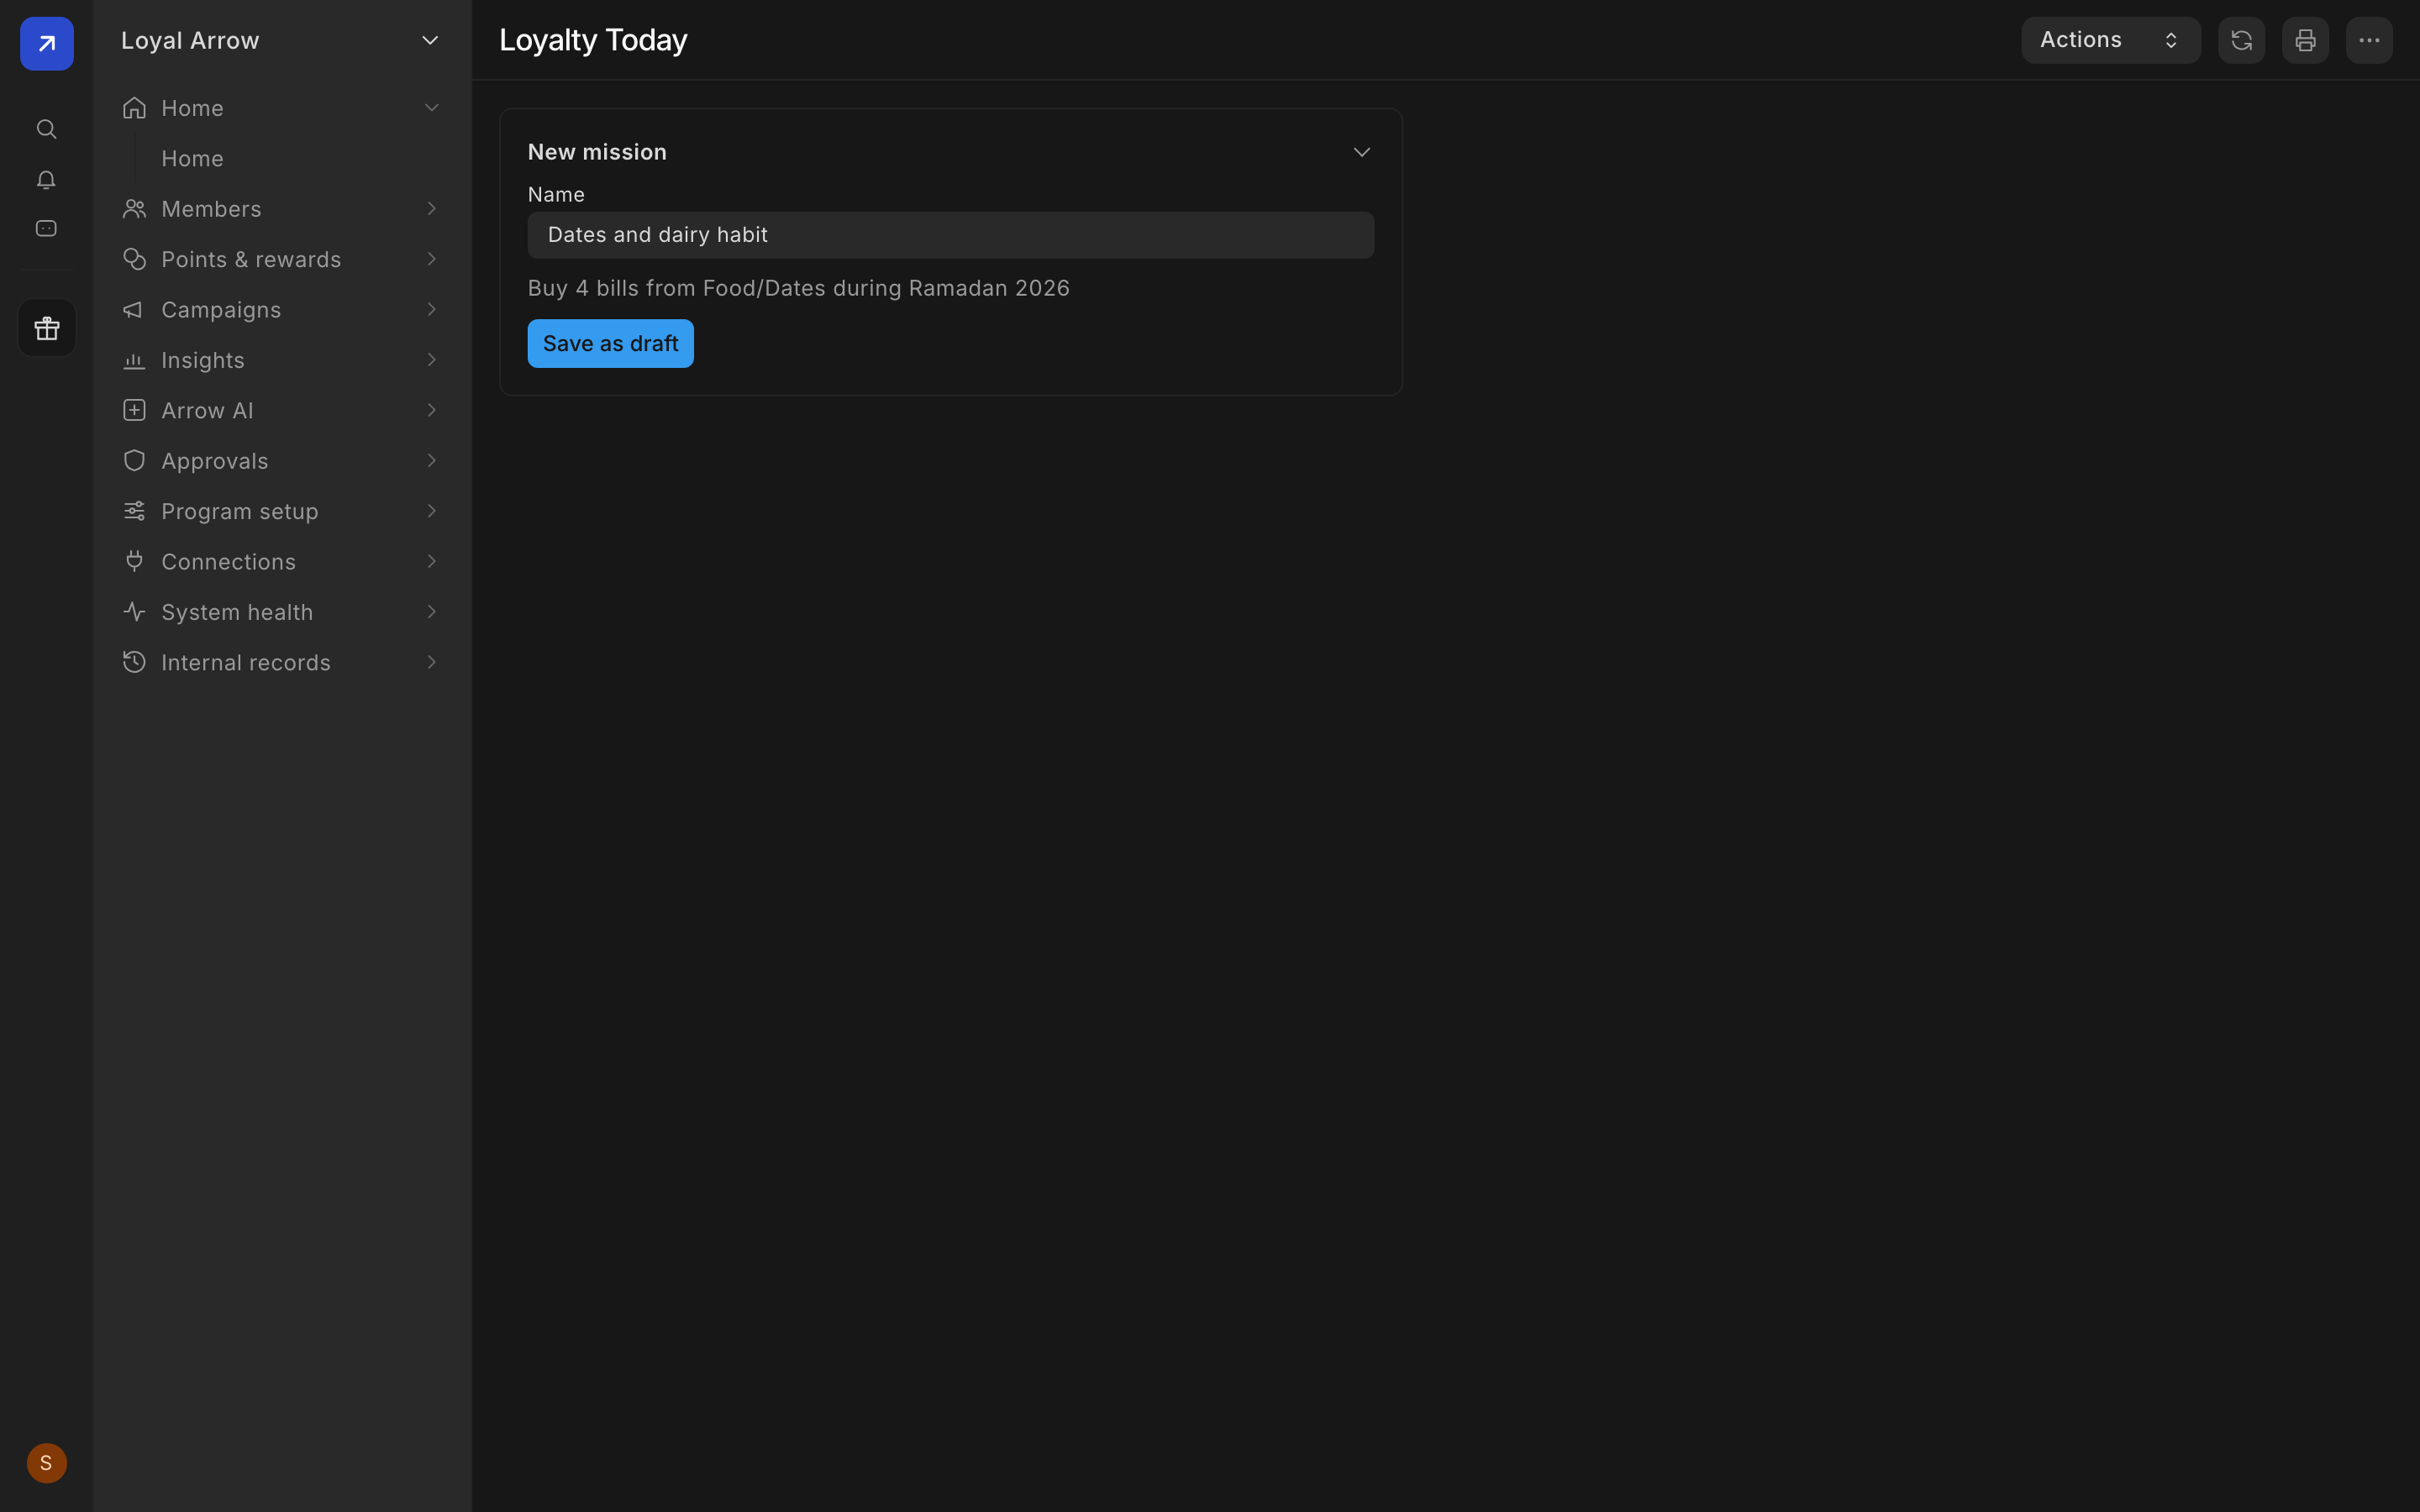 Loyal Arrow
Home
Home
Members
Points & rewards
Campaigns
Insights
Arrow AI
Approvals
Program setup
Connections
System health
Internal records
S
Loyalty Today
Actions
New mission
Name
Dates and dairy habit
Buy 4 bills from Food/Dates during Ramadan 2026
Save as draft